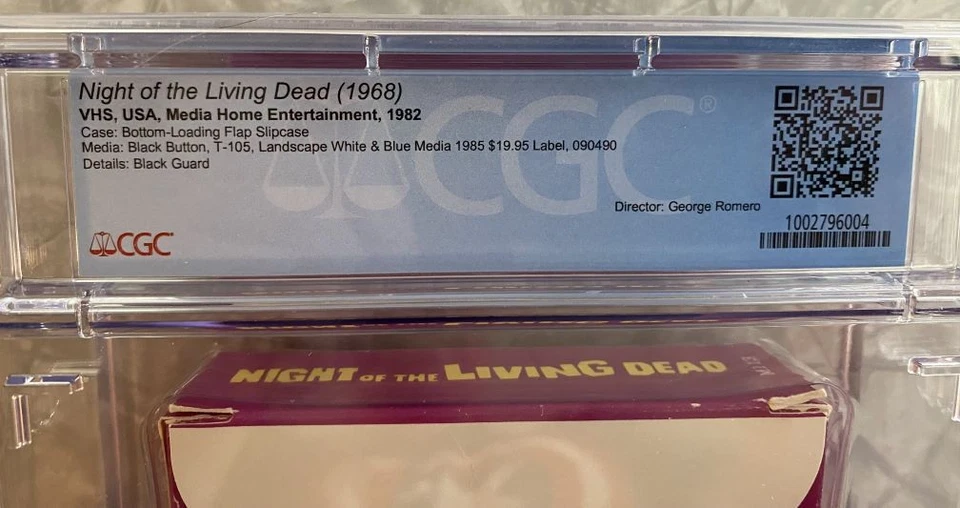 Night of the Living Dead (1968)
VHS, USA, Media Home Entertainment, 1982
Case: Bottom-Loading Flap Slipcase
Media: Black Button, T-105, Landscape White & Blue Media 1985 $19.95 Label, 090490
Details: Black Guard
CGC®
Director: George Romero
1002796004
CGC
NIGHT OF THE LIVING DEAD